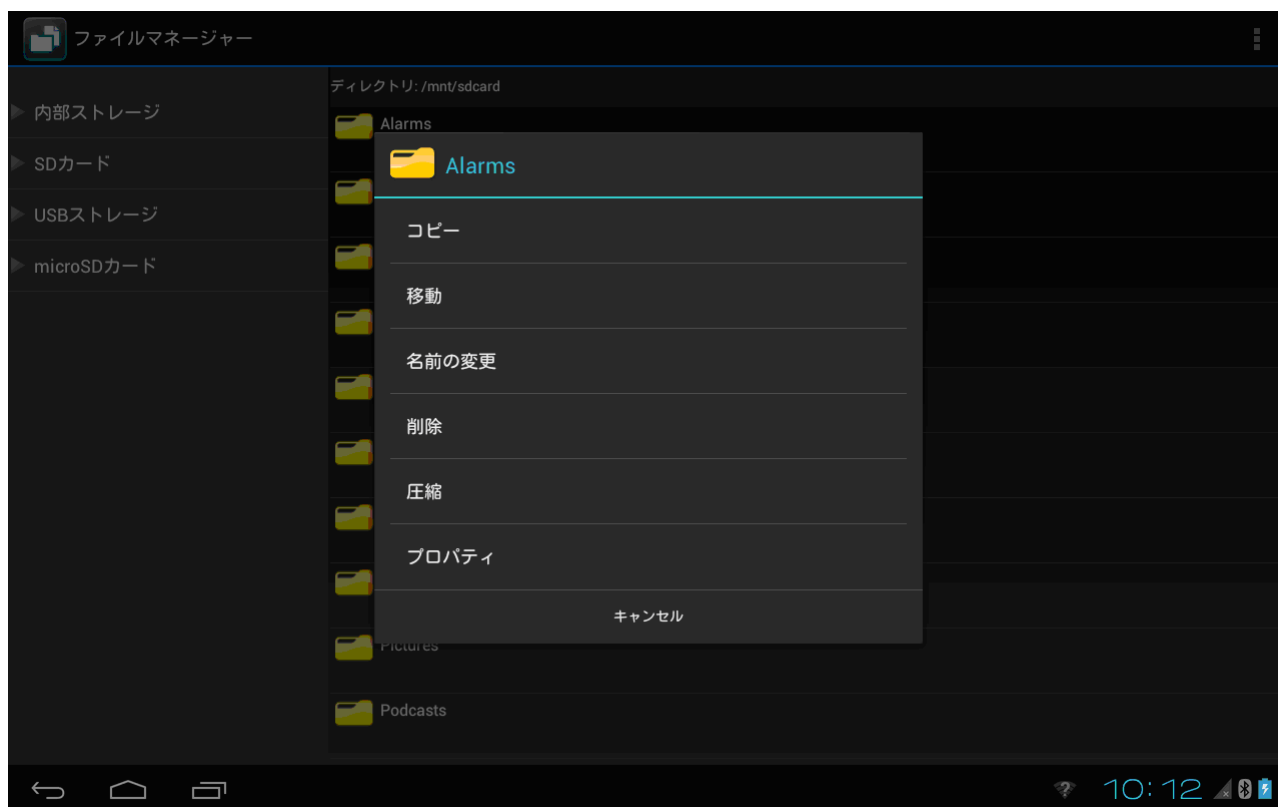 ファイルマネージャー
ディレクトリ: /mnt/sdcard
内部ストレージ
SDカード
USBストレージ
microSDカード
Alarms
Alarms
コピー
移動
名前の変更
削除
圧縮
プロパティ
キャンセル
Pictures
Podcasts
10:12